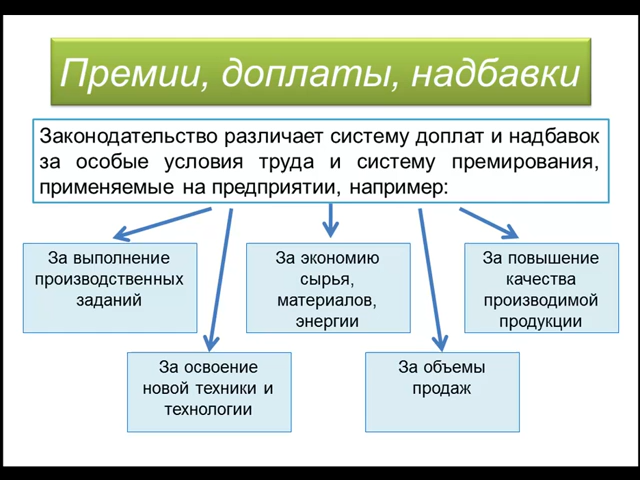 Премии, доплаты, надбавки
Законодательство различает систему доплат и надбавок
за особые условия труда и систему премирования,
применяемые на предприятии, например:
За выполнение
производственных
заданий
За экономию
сырья,
материалов,
энергии
За повышение
качества
производимой
продукции
За освоение
новой техники и
технологии
За объемы
продаж